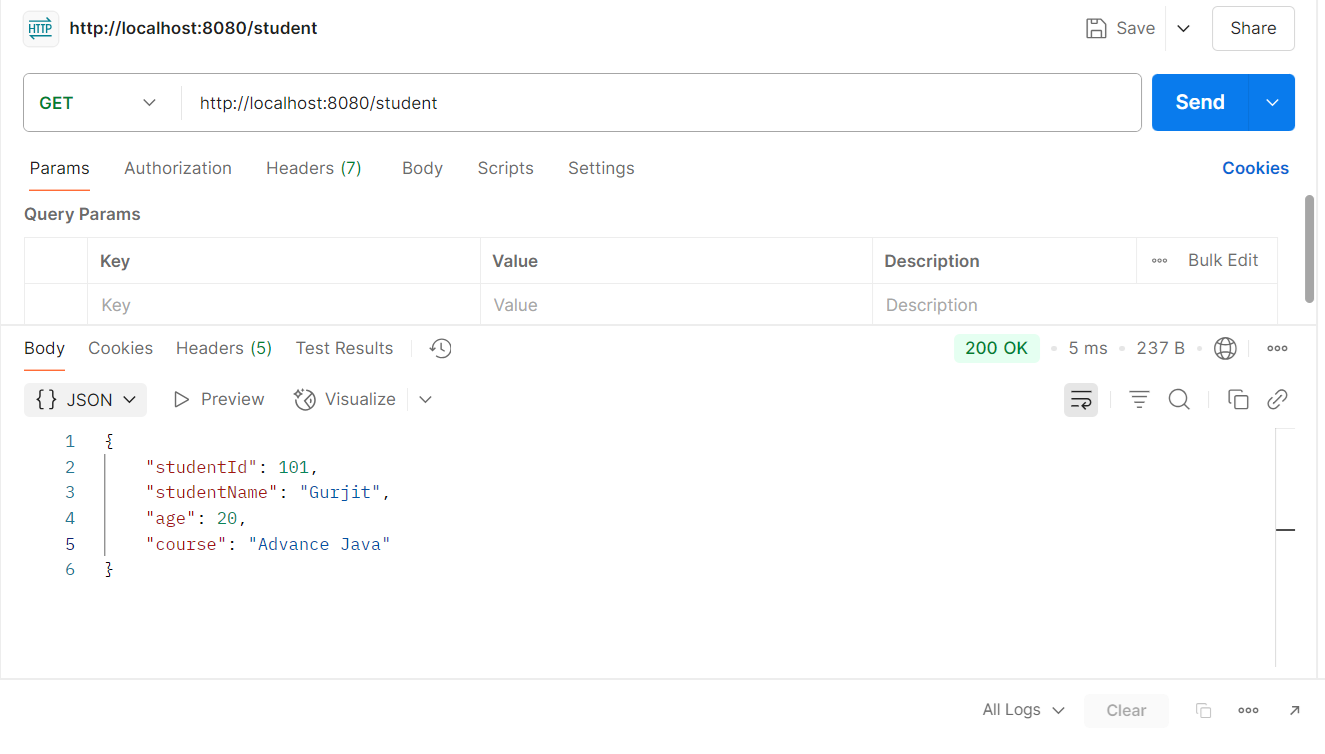 HTTP http://localhost:8080/student Save Share
GET http://localhost:8080/student Send
Params Authorization Headers (7) Body Scripts Settings Cookies
Query Params
Key Value Description Bulk Edit
Key Value Description
Body Cookies Headers (5) Test Results 200 OK 5 ms 237 B
{} JSON Preview Visualize
1 {
2 "studentId": 101,
3 "studentName": "Gurjit",
4 "age": 20,
5 "course": "Advance Java"
6 }
All Logs Clear